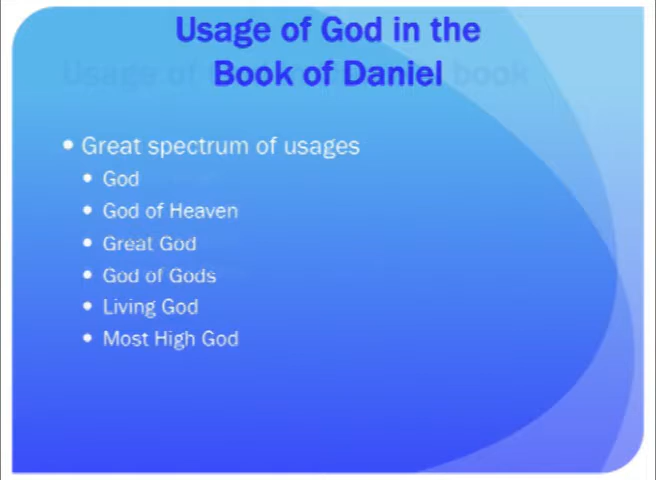 Usage of God in the
Book of Daniel
• Great spectrum of usages
• God
• God of Heaven
• Great God
• God of Gods
• Living God
• Most High God